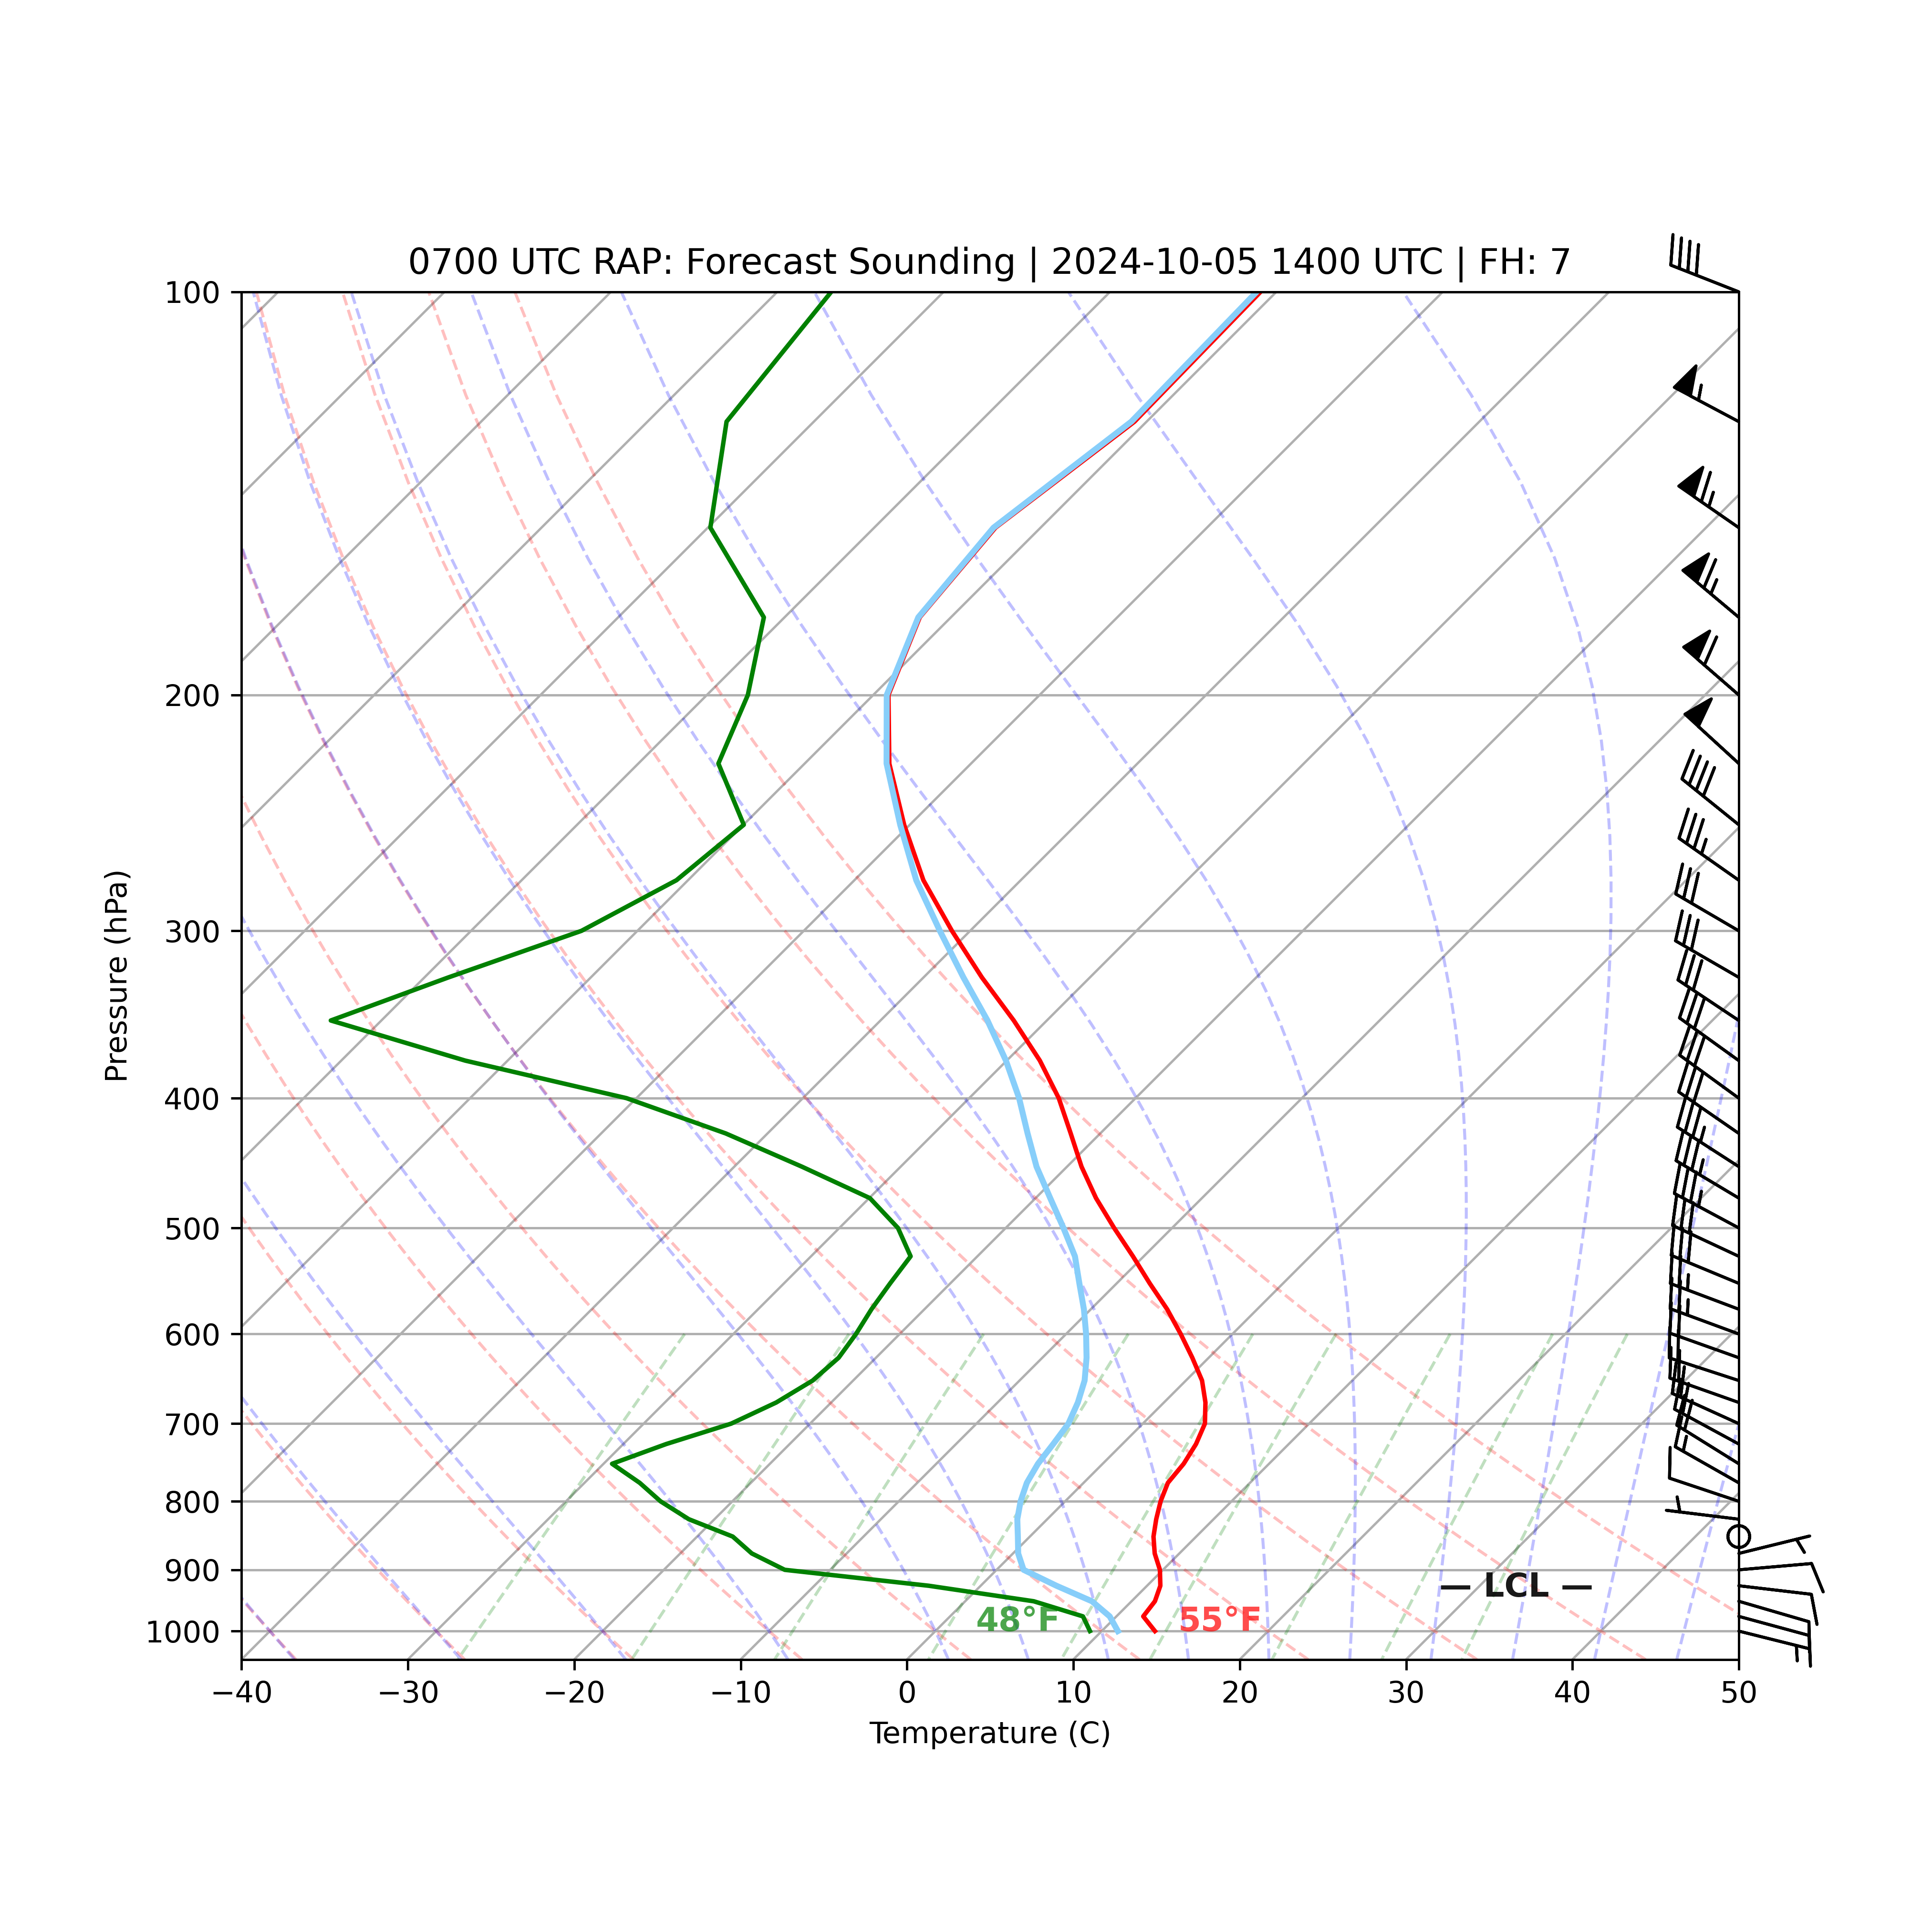 0700 UTC RAP: Forecast Sounding | 2024-10-05 1400 UTC | FH: 7
100
200
300
400
500
600
700
800
900
1000
Pressure (hPa)
— LCL —
48°F
55°F
−40 −30 −20 −10 0 10 20 30 40 50
Temperature (C)